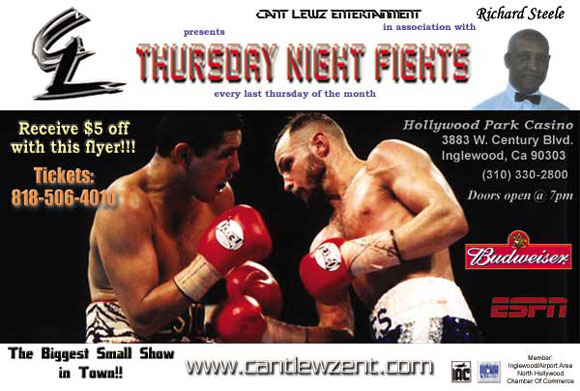 CANT LEWZ ENTERTAINMENT
presents
in association with
Richard Steele
THURSDAY NIGHT FIGHTS
every last thursday of the month
Receive $5 off
with this flyer!!!
Tickets:
818-506-4010
Hollywood Park Casino
3883 W. Century Blvd.
Inglewood, Ca 90303
(310) 330-2800
Doors open @ 7pm
Budweiser
ESPN
The Biggest Small Show
in Town!!
www.cantlewzent.com
Member:
Inglewood/Airport Area
North Hollywood
Chamber Of Commerce